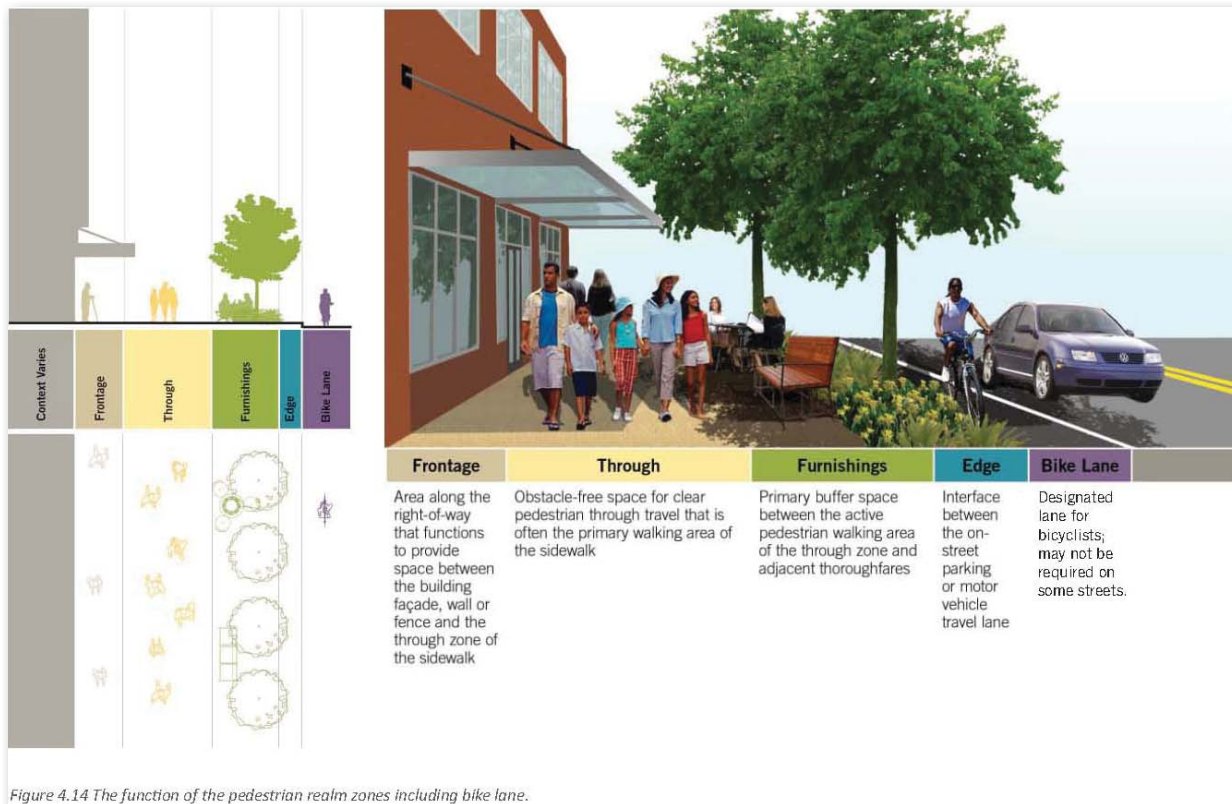 Context Varies
Frontage
Through
Furnishings
Edge
Bike Lane
Frontage
Through
Furnishings
Edge
Bike Lane
Area along the
right-of-way
that functions
to provide
space between
the building
façade, wall or
fence and the
through zone of
the sidewalk
Obstacle-free space for clear
pedestrian through travel that is
often the primary walking area of
the sidewalk
Primary buffer space
between the active
pedestrian walking area
of the through zone and
adjacent thoroughfares
Interface
between
the on-
street
parking
or motor
vehicle
travel lane
Designated
lane for
bicyclists;
may not be
required on
some streets.
Figure 4.14 The function of the pedestrian realm zones including bike lane.